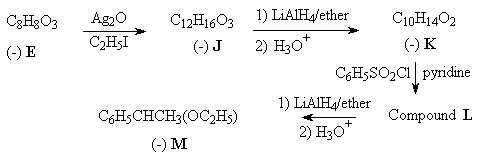 C8H8O3 Ag2O C12H16O3 1) LiAlH4/ether C10H14O2
(-) E C2H5I (-) J 2) H3O+ (-) K
C6H5SO2Cl pyridine
C6H5CHCH3(OC2H5) 1) LiAlH4/ether Compound L
(-) M 2) H3O+